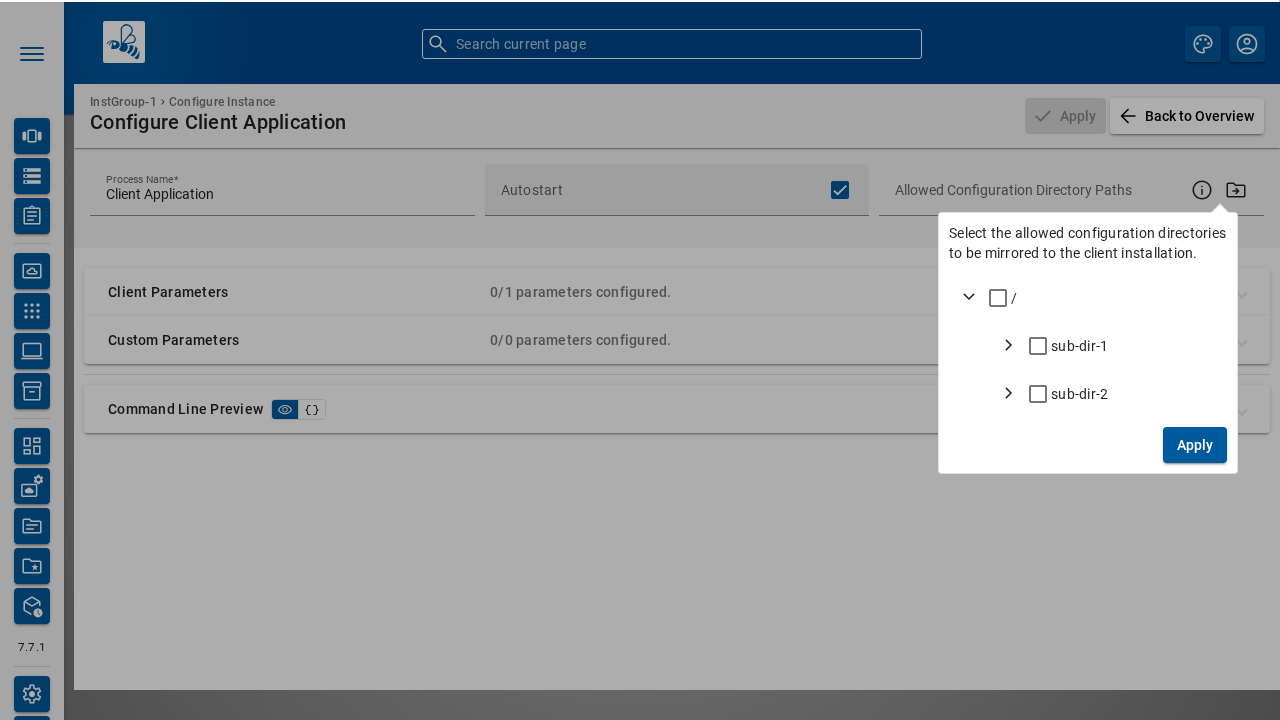 Search current page
InstGroup-1 › Configure Instance
Configure Client Application
Apply
Back to Overview
Process Name*
Client Application
Autostart
Allowed Configuration Directory Paths
Select the allowed configuration directories
to be mirrored to the client installation.
/
sub-dir-1
sub-dir-2
Apply
Client Parameters
0/1 parameters configured.
Custom Parameters
0/0 parameters configured.
Command Line Preview
{}
7.7.1